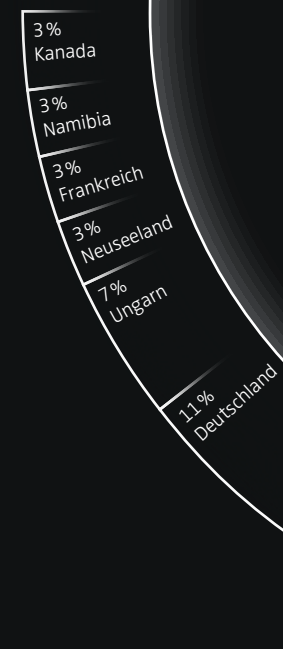 3%
Kanada
3%
Namibia
3%
Frankreich
3%
Neuseeland
7%
Ungarn
11%
Deutschland